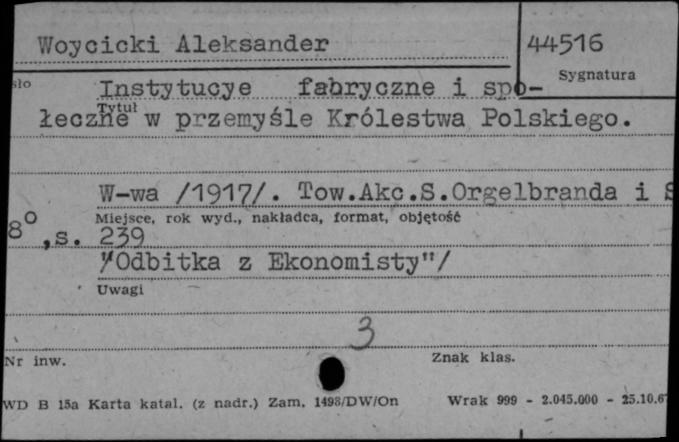 Woycicki Aleksander
44516
Sygnatura
sło
Instytucye fabryczne i spo-
Tytuł
łeczne w przemyśle Królestwa Polskiego.
W-wa /1917/. Tow.Akc.S.Orgelbranda i S
Miejsce, rok wyd., nakładca, format, objętość
8° ,s. 239
/"Odbitka z Ekonomisty"/
Uwagi
3
Nr inw.
Znak klas.
WD B 15a Karta katal. (z nadr.) Zam. 1498/DW/On
Wrak 999 - 2.045.000 - 25.10.6